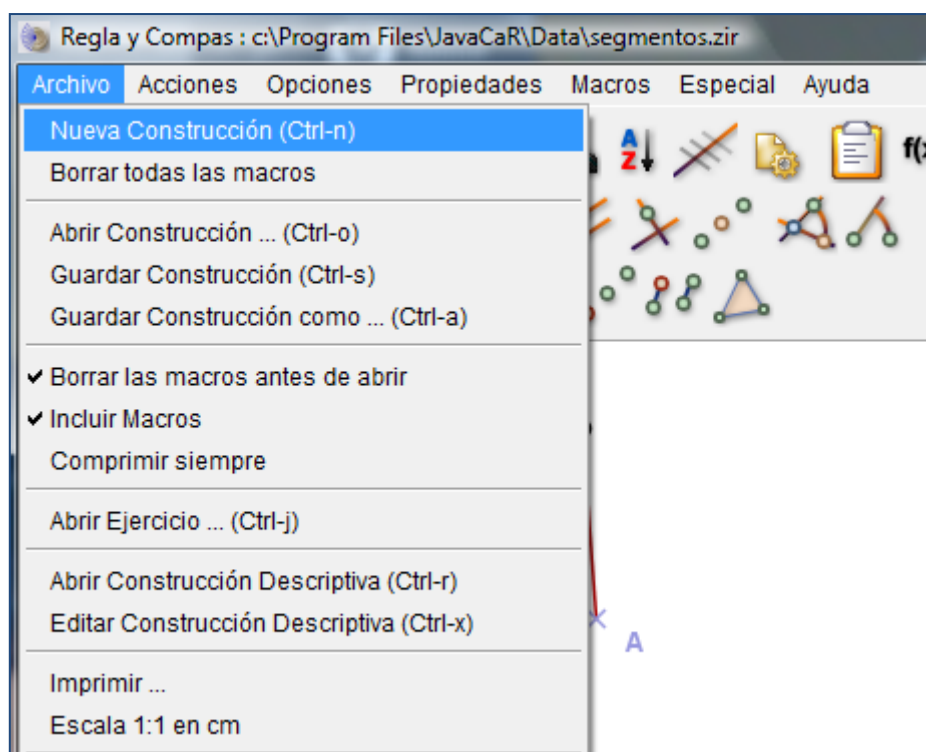 Regla y Compas : c:\Program Files\JavaCaR\Data\segmentos.zir
Archivo Acciones Opciones Propiedades Macros Especial Ayuda
Nueva Construcción (Ctrl-n)
Borrar todas las macros
Abrir Construcción ... (Ctrl-o)
Guardar Construcción (Ctrl-s)
Guardar Construcción como ... (Ctrl-a)
Borrar las macros antes de abrir
Incluir Macros
Comprimir siempre
Abrir Ejercicio ... (Ctrl-j)
Abrir Construcción Descriptiva (Ctrl-r)
Editar Construcción Descriptiva (Ctrl-x)
Imprimir ...
Escala 1:1 en cm
A
Z
f(
A